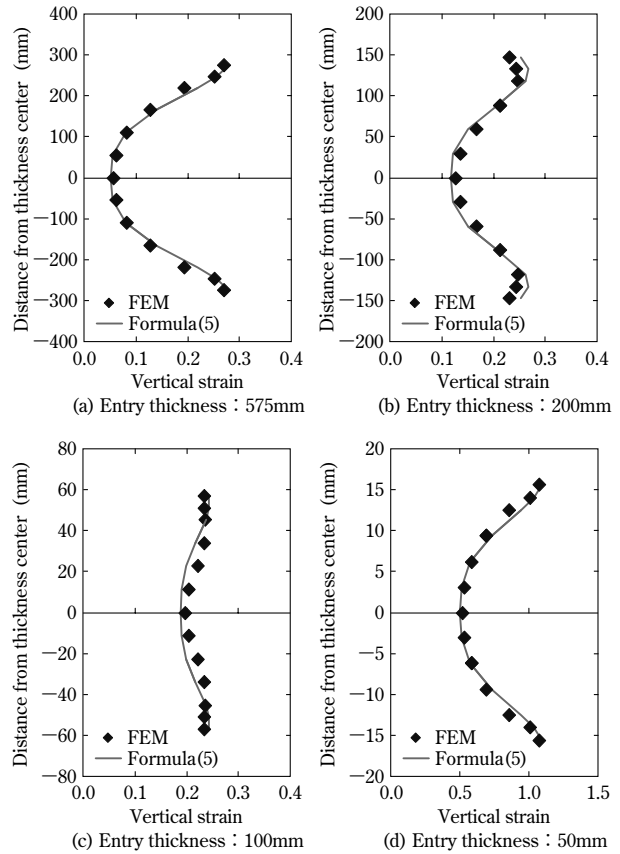 400
300
200
100
0
−100
−200
−300
−400
Distance from thickness center (mm)
FEM
Formula(5)
0.0 0.1 0.2 0.3 0.4
Vertical strain
(a) Entry thickness：575mm
200
150
100
50
0
−50
−100
−150
−200
Distance from thickness center (mm)
FEM
Formula(5)
0.0 0.1 0.2 0.3 0.4
Vertical strain
(b) Entry thickness：200mm
80
60
40
20
0
−20
−40
−60
−80
Distance from thickness center (mm)
FEM
Formula(5)
0.0 0.1 0.2 0.3 0.4
Vertical strain
(c) Entry thickness：100mm
20
15
10
5
0
−5
−10
−15
−20
Distance from thickness center (mm)
FEM
Formula(5)
0.0 0.5 1.0 1.5
Vertical strain
(d) Entry thickness：50mm